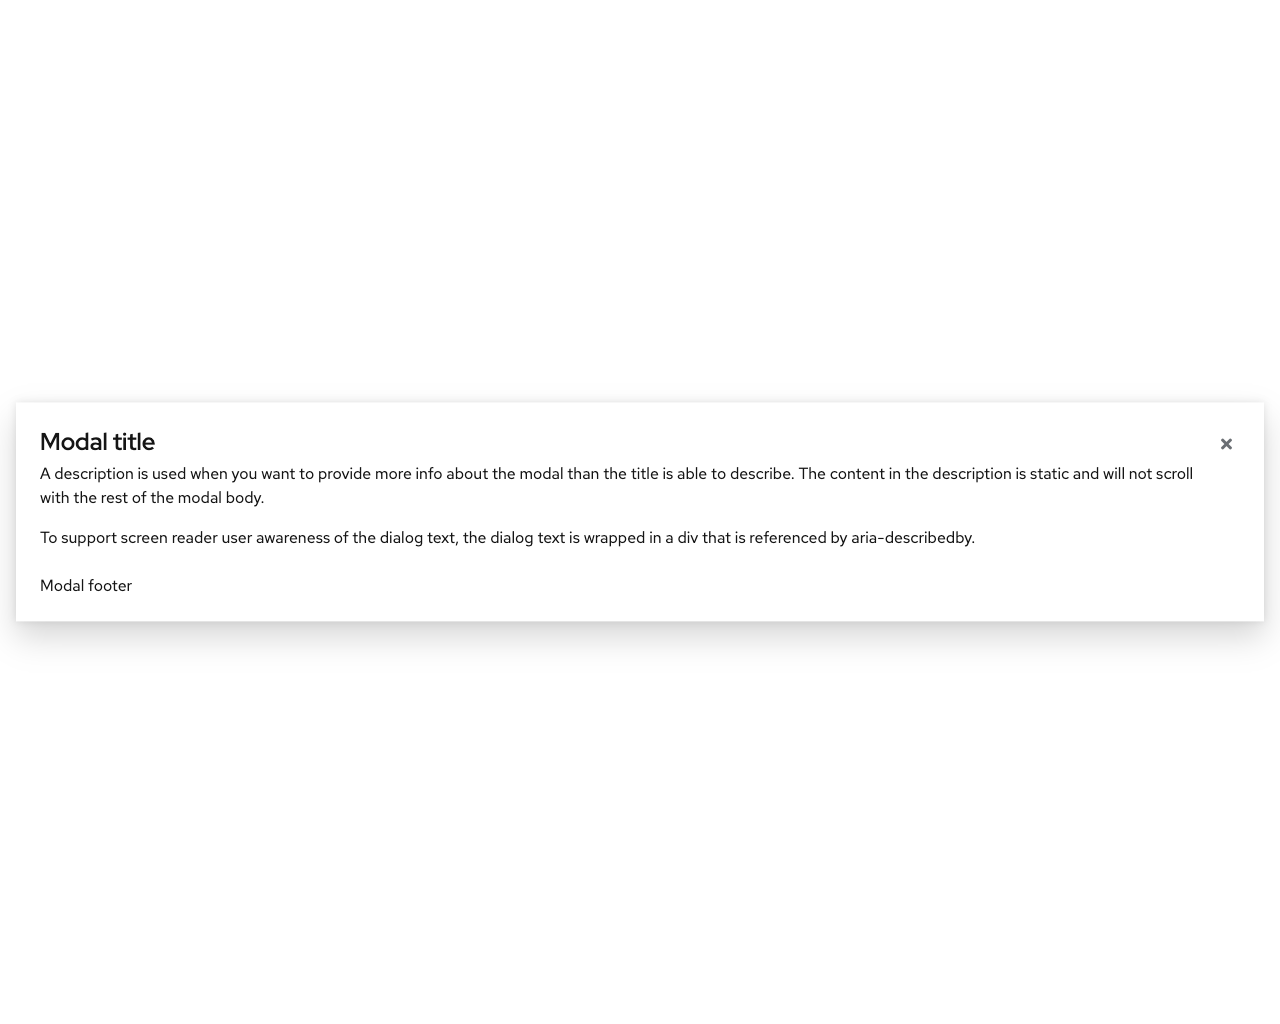 Modal title
A description is used when you want to provide more info about the modal than the title is able to describe. The content in the description is static and will not scroll
with the rest of the modal body.
To support screen reader user awareness of the dialog text, the dialog text is wrapped in a div that is referenced by aria-describedby.
Modal footer